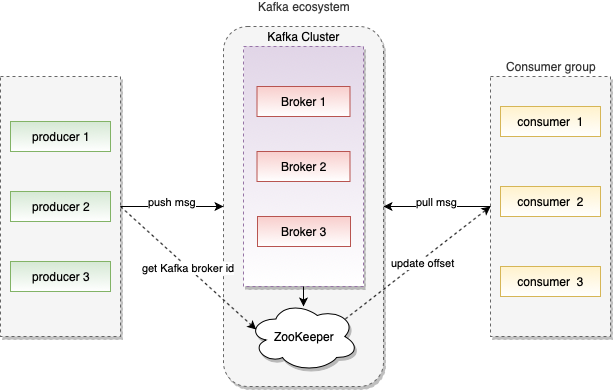 Kafka ecosystem
Kafka Cluster
Consumer group
Broker 1
producer 1
consumer 1
Broker 2
producer 2
push msg
pull msg
consumer 2
Broker 3
get Kafka broker id
update offset
producer 3
consumer 3
ZooKeeper